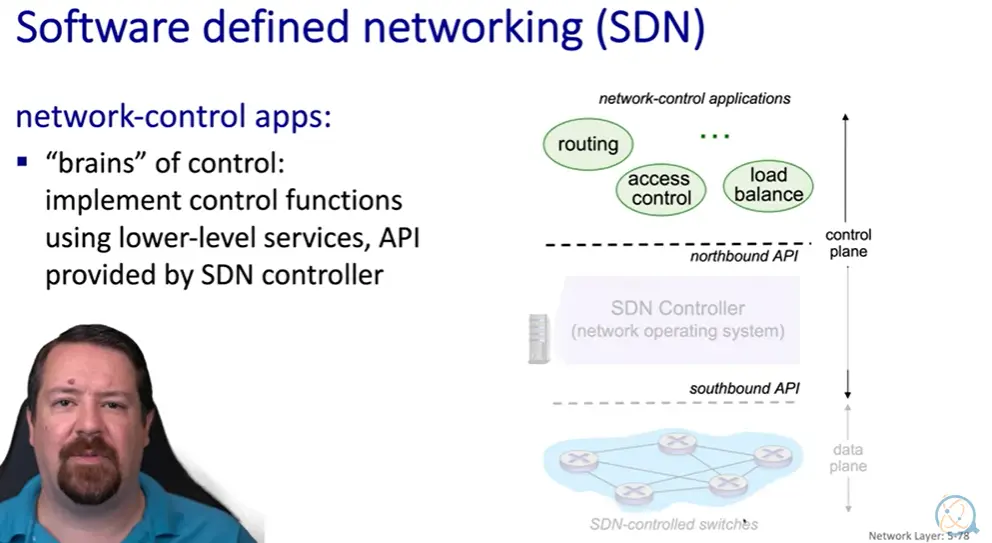 Software defined networking (SDN)
network-control apps:
▪ “brains” of control:
implement control functions
using lower-level services, API
provided by SDN controller
network-control applications
routing
...
access
control
load
balance
control
plane
northbound API
SDN Controller
(network operating system)
southbound API
data
plane
SDN-controlled switches
Network Layer: 5-78